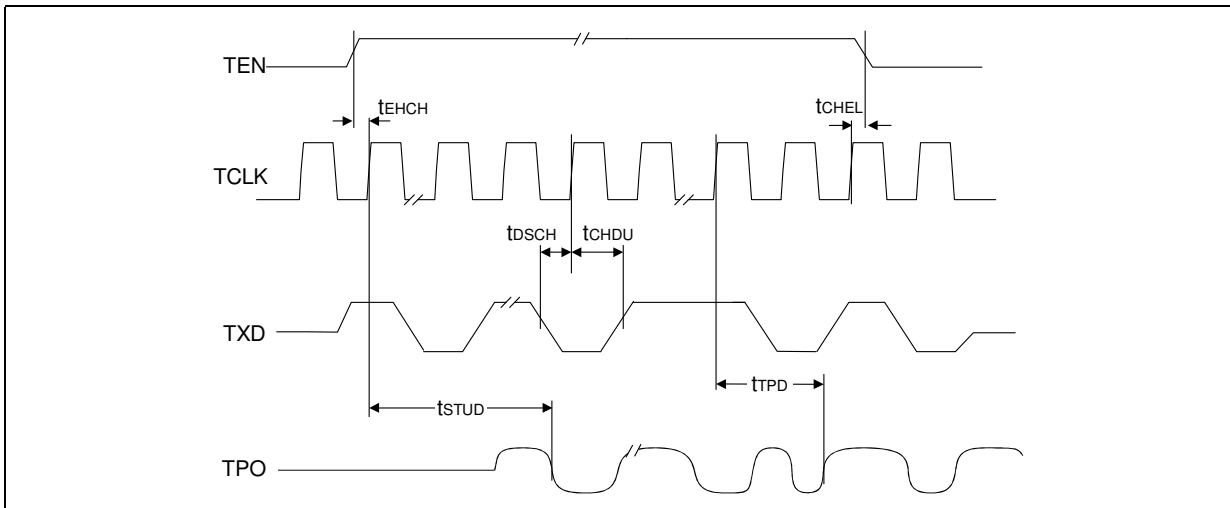 TEN
tEHCH
tCHEL
TCLK
tDSCH
tCHDU
TXD
tTPD
tSTUD
TPO